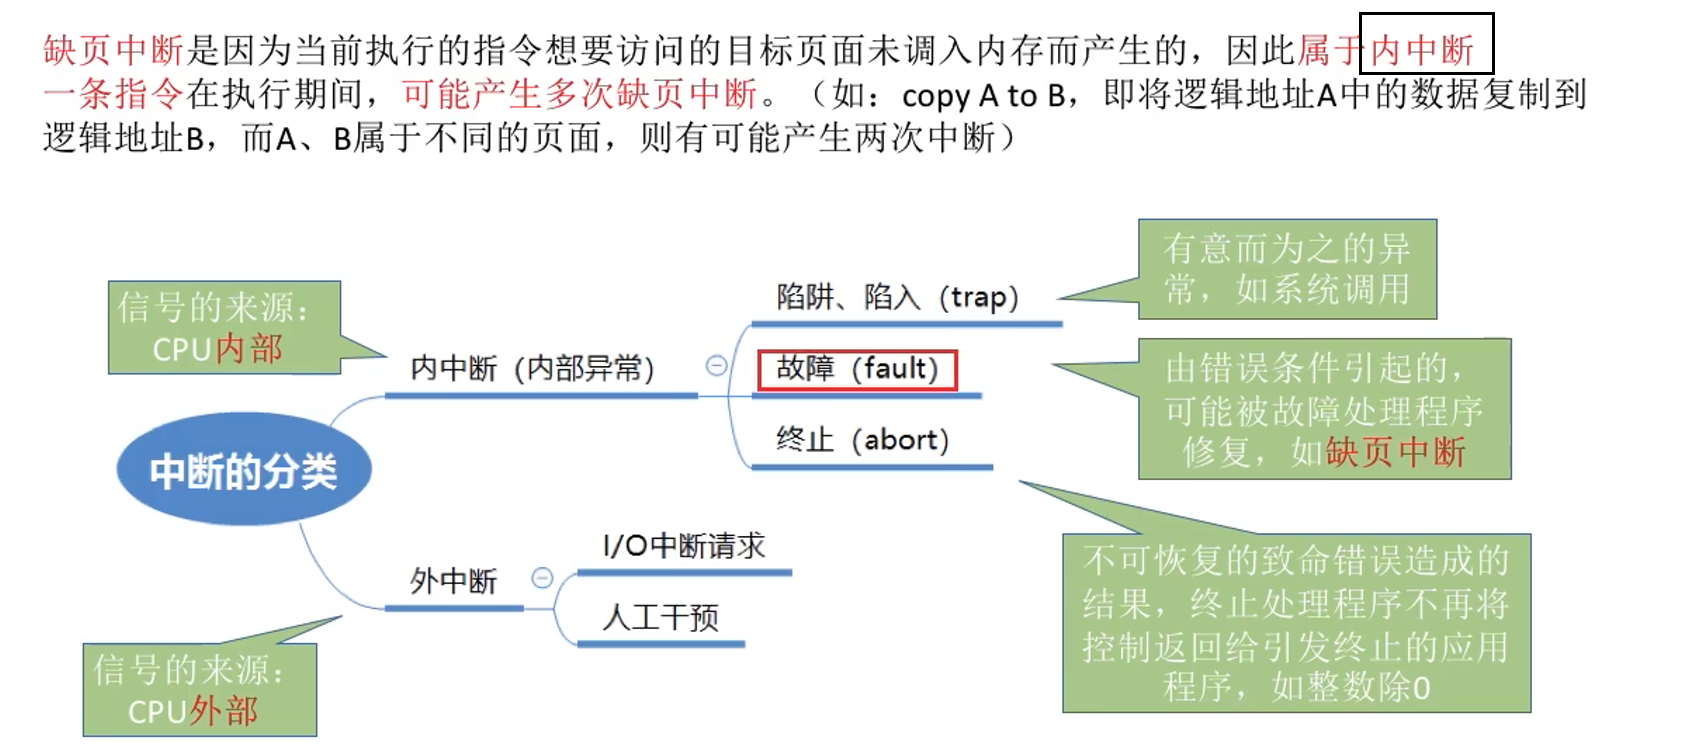 缺页中断是因为当前执行的指令想要访问的目标页面未调入内存而产生的，因此属于内中断
一条指令在执行期间，可能产生多次缺页中断。（如：copy A to B，即将逻辑地址A中的数据复制到
逻辑地址B，而A、B属于不同的页面，则有可能产生两次中断）
有意而为之的异
常，如系统调用
信号的来源：
CPU内部
陷阱、陷入（trap）
内中断（内部异常）
故障（fault）
由错误条件引起的，
可能被故障处理程序
修复，如缺页中断
终止（abort）
中断的分类
I/O中断请求
外中断
人工干预
不可恢复的致命错误造成的
结果，终止处理程序不再将
控制返回给引发终止的应用
程序，如整数除0
信号的来源：
CPU外部